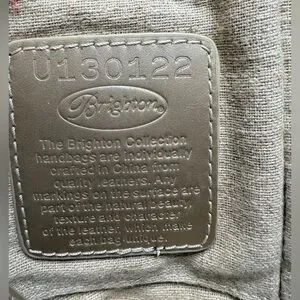 U130122
Brighton®
The Brighton Collection
handbags are individually
crafted in China from
quality leathers. Any
markings on the surface are
part of the natural beauty,
texture and character
of the leather, which make
each bag unique.